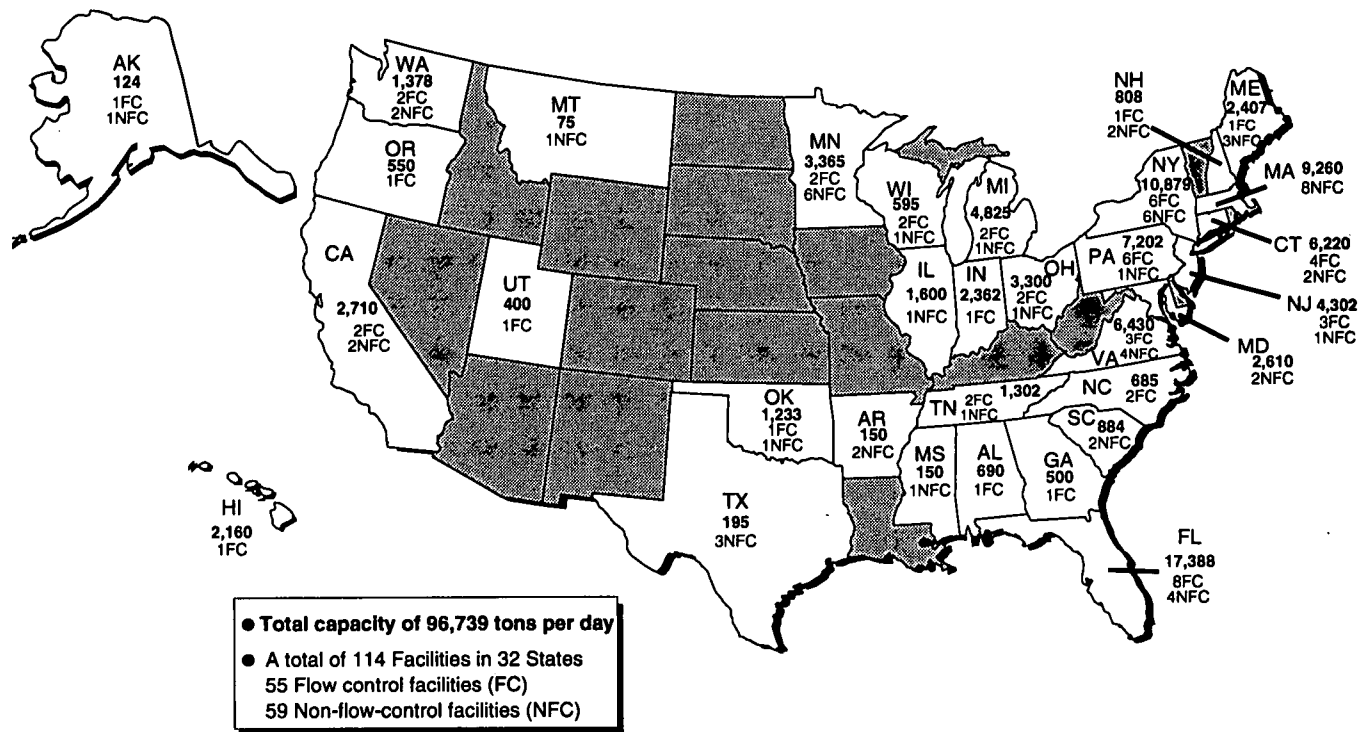 AK
124
1FC
1NFC
WA
1,378
2FC
2NFC
OR
550
1FC
MT
75
1NFC
CA
2,710
2FC
2NFC
UT
400
1FC
MN
3,365
2FC
6NFC
WI
595
2FC
1NFC
MI
4,825
2FC
1NFC
IL
1,600
1NFC
IN
2,362
1FC
OH
3,300
2FC
1NFC
NH
808
1FC
2NFC
ME
2,407
1FC
3NFC
NY
10,879
6FC
6NFC
MA 9,260
8NFC
CT 6,220
4FC
2NFC
PA
7,202
6FC
1NFC
NJ 4,302
3FC
1NFC
MD
2,610
2NFC
6,430
3FC
4NFC
VA
OK
1,233
1FC
1NFC
AR
150
2NFC
TN
1,302
2FC
1NFC
NC
685
2FC
SC
884
2NFC
MS
150
1NFC
AL
690
1FC
GA
500
1FC
TX
195
3NFC
HI
2,160
1FC
FL
17,388
8FC
4NFC
● Total capacity of 96,739 tons per day
● A total of 114 Facilities in 32 States
55 Flow control facilities (FC)
59 Non-flow-control facilities (NFC)